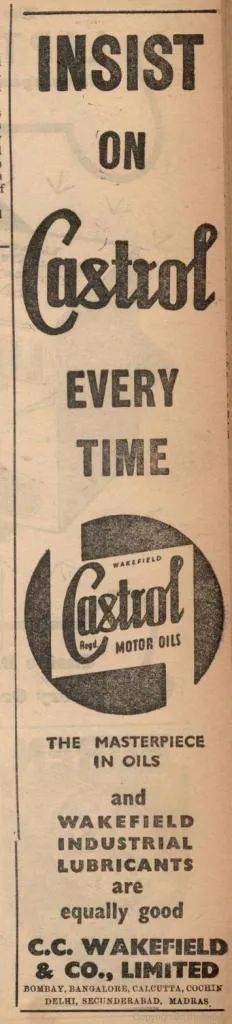 INSIST
ON
Castrol
EVERY
TIME
WAKEFIELD
Castrol
Regd. MOTOR OILS
THE MASTERPIECE
IN OILS
and
WAKEFIELD
INDUSTRIAL
LUBRICANTS
are
equally good
C.C. WAKEFIELD
& CO., LIMITED
BOMBAY, BANGALORE, CALCUTTA, COCHIN
DELHI, SECUNDERABAD, MADRAS